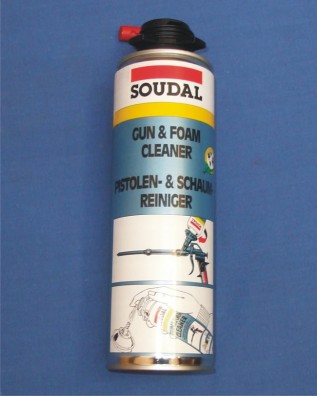 SOUDAL
GUN & FOAM
CLEANER
PISTOLEN- & SCHAUM-
REINIGER